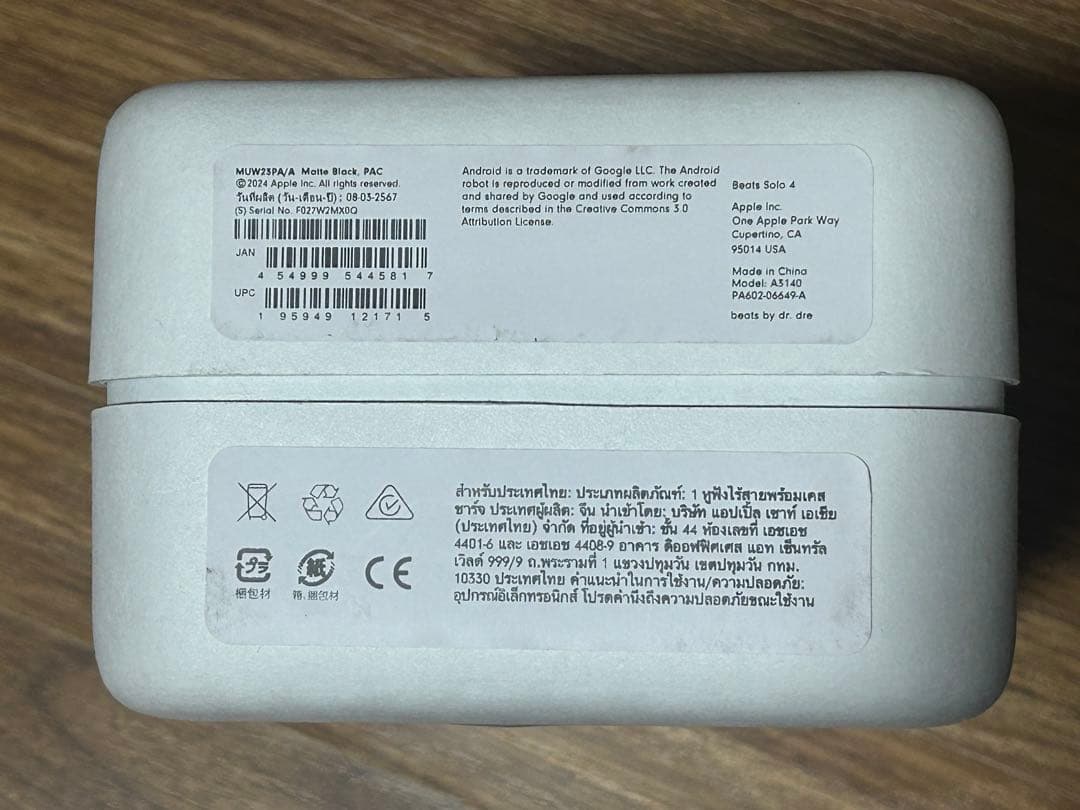 MUW23PA/A Matte Black, PAC
©2024 Apple Inc. All rights reserved.
วันที่ผลิต (วัน-เดือน-ปี) : 08-03-2567
(S) Serial No. F027W2MX0Q
JAN
4 54999 544581 7
UPC
1 95949 12171 5
Android is a trademark of Google LLC. The Android
robot is reproduced or modified from work created
and shared by Google and used according to
terms described in the Creative Commons 3.0
Attribution License.
Beats Solo 4
Apple Inc.
One Apple Park Way
Cupertino, CA
95014 USA
Made in China
Model: A3140
PA602-06649-A
beats by dr. dre
プラ
梱包材
紙
箱, 梱包材
CE
สำหรับประเทศไทย: ประเภทผลิตภัณฑ์: 1 หูฟังไร้สายพร้อมเคส
ชาร์จ ประเทศผู้ผลิต: จีน นำเข้าโดย: บริษัท แอปเปิ้ล เซาท์ เอเชีย
(ประเทศไทย) จำกัด ที่อยู่ผู้นำเข้า: ชั้น 44 ห้องเลขที่ เอชเอช
4401-6 และ เอชเอช 4408-9 อาคาร ดิออฟฟิศเศส แอท เซ็นทรัล
เวิลด์ 999/9 ถ.พระรามที่ 1 แขวงปทุมวัน เขตปทุมวัน กทม.
10330 ประเทศไทย คำแนะนำในการใช้งาน/ความปลอดภัย:
อุปกรณ์อิเล็กทรอนิกส์ โปรดคำนึงถึงความปลอดภัยขณะใช้งาน